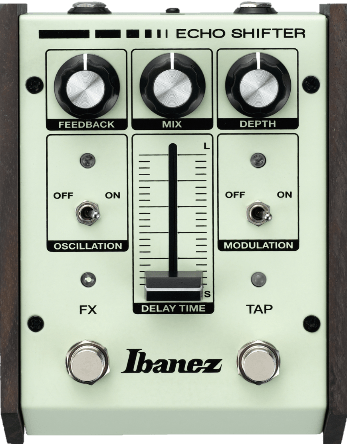 ECHO SHIFTER
FEEDBACK
MIX
DEPTH
L
OFF
ON
OFF
ON
OSCILLATION
MODULATION
S
DELAY TIME
FX
TAP
Ibanez